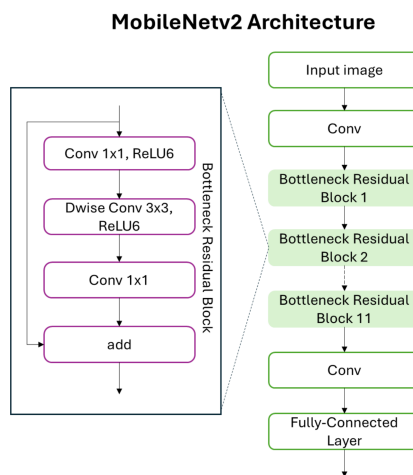 MobileNetv2 Architecture
Conv 1x1, ReLU6
Dwise Conv 3x3,
ReLU6
Conv 1x1
add
Bottleneck Residual Block
Input image
Conv
Bottleneck Residual
Block 1
Bottleneck Residual
Block 2
Bottleneck Residual
Block 11
Conv
Fully-Connected
Layer